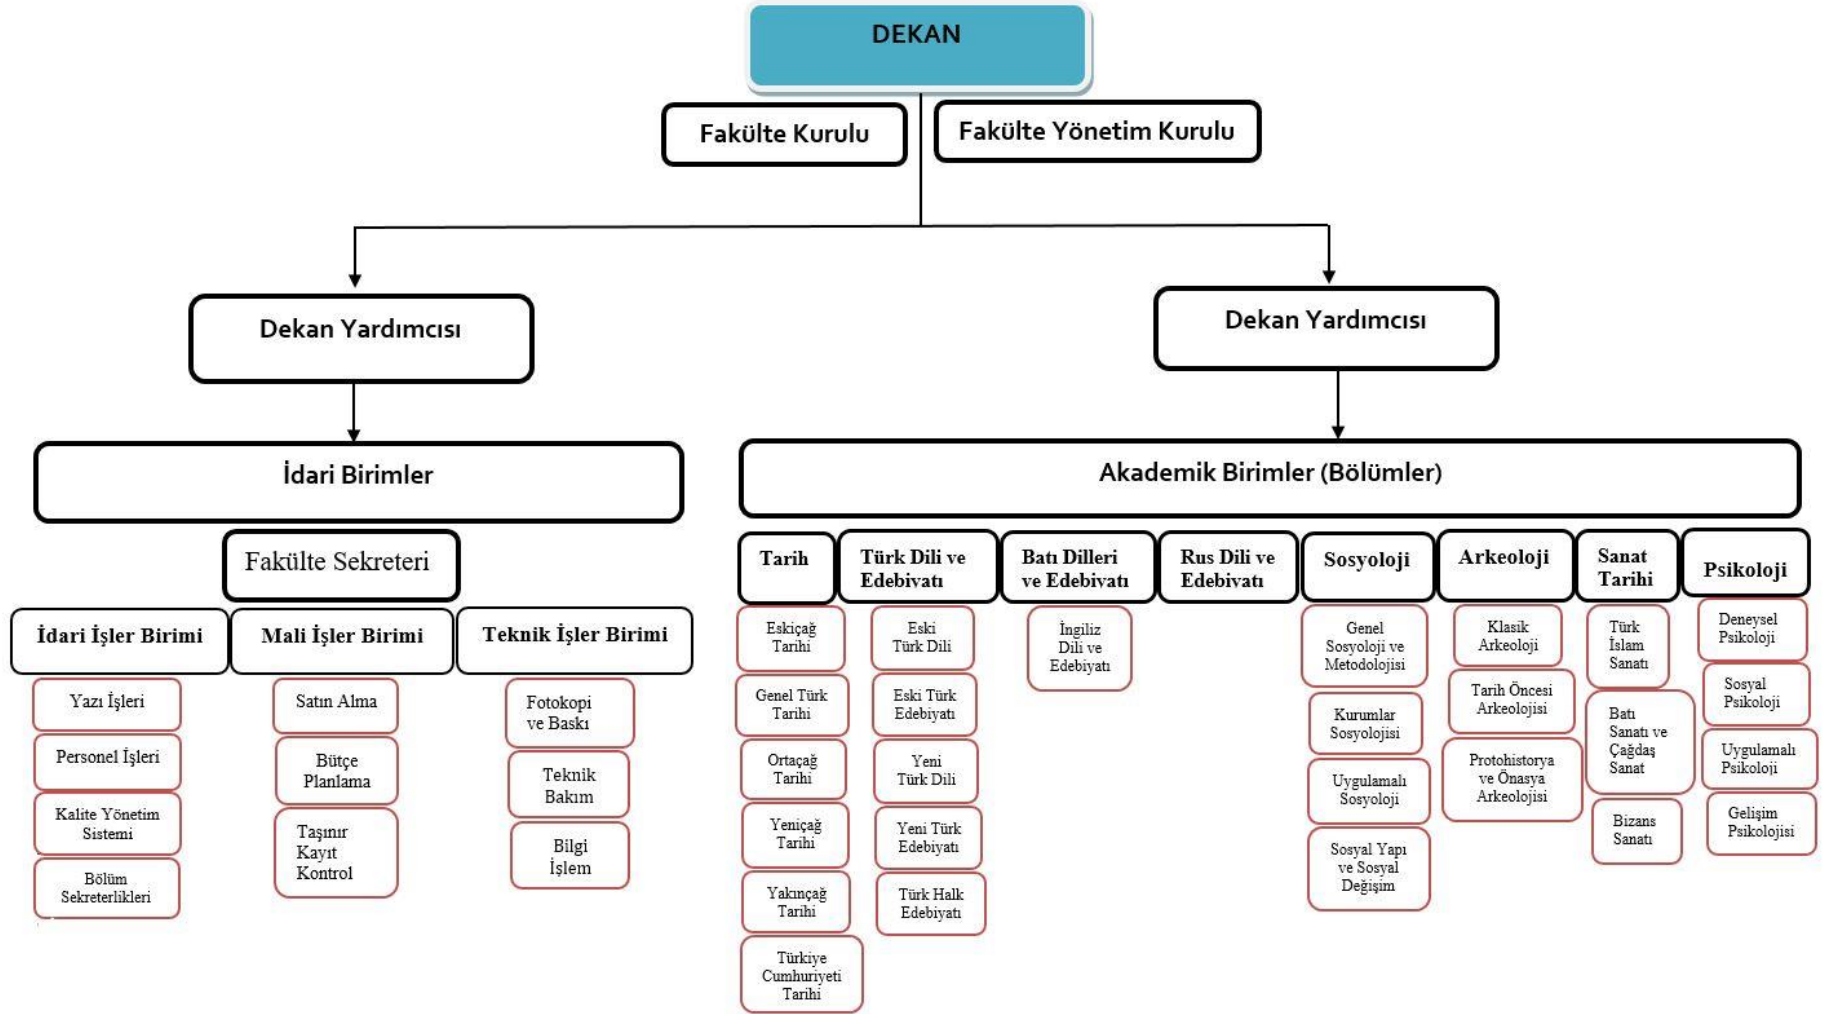 DEKAN
Fakülte Kurulu
Fakülte Yönetim Kurulu
Dekan Yardımcısı
Dekan Yardımcısı
İdari Birimler
Akademik Birimler (Bölümler)
Fakülte Sekreteri
İdari İşler Birimi
Mali İşler Birimi
Teknik İşler Birimi
Yazı İşleri
Personel İşleri
Kalite Yönetim
Sistemi
Bölüm
Sekreterlikleri
Satın Alma
Bütçe
Planlama
Taşınır
Kayıt
Kontrol
Fotokopi
ve Baskı
Teknik
Bakım
Bilgi
İşlem
Tarih
Eskiçağ
Tarihi
Genel Türk
Tarihi
Ortaçağ
Tarihi
Yeniçağ
Tarihi
Yakınçağ
Tarihi
Türkiye
Cumhuriyeti
Tarihi
Türk Dili ve
Edebiyatı
Eski
Türk Dili
Eski Türk
Edebiyatı
Yeni
Türk Dili
Yeni Türk
Edebiyatı
Türk Halk
Edebiyatı
Batı Dilleri
ve Edebiyatı
İngiliz
Dili ve
Edebiyatı
Rus Dili ve
Edebiyatı
Sosyoloji
Genel
Sosyoloji ve
Metodolojisi
Kurumlar
Sosyolojisi
Uygulamalı
Sosyoloji
Sosyal Yapı
ve Sosyal
Değişim
Arkeoloji
Klasik
Arkeoloji
Tarih Öncesi
Arkeolojisi
Protohistorya
ve Önasya
Arkeolojisi
Sanat
Tarihi
Türk
İslam
Sanatı
Batı
Sanatı ve
Çağdaş
Sanat
Bizans
Sanatı
Psikoloji
Deneysel
Psikoloji
Sosyal
Psikoloji
Uygulamalı
Psikoloji
Gelişim
Psikolojisi